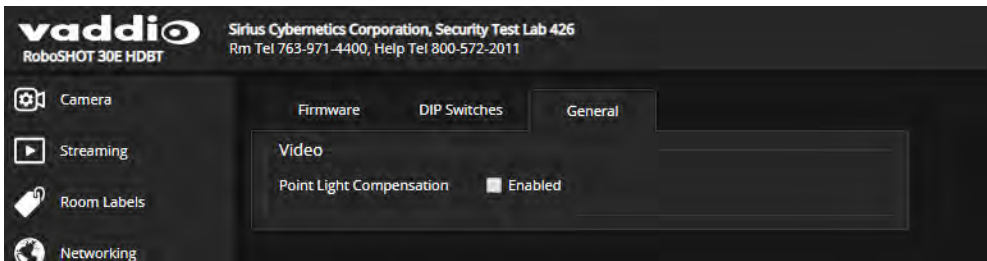 vaddio
RoboSHOT 30E HDBT
Sirius Cybernetics Corporation, Security Test Lab 426
Rm Tel 763-971-4400, Help Tel 800-572-2011
Camera
Streaming
Room Labels
Networking
Firmware DIP Switches General
Video
Point Light Compensation Enabled